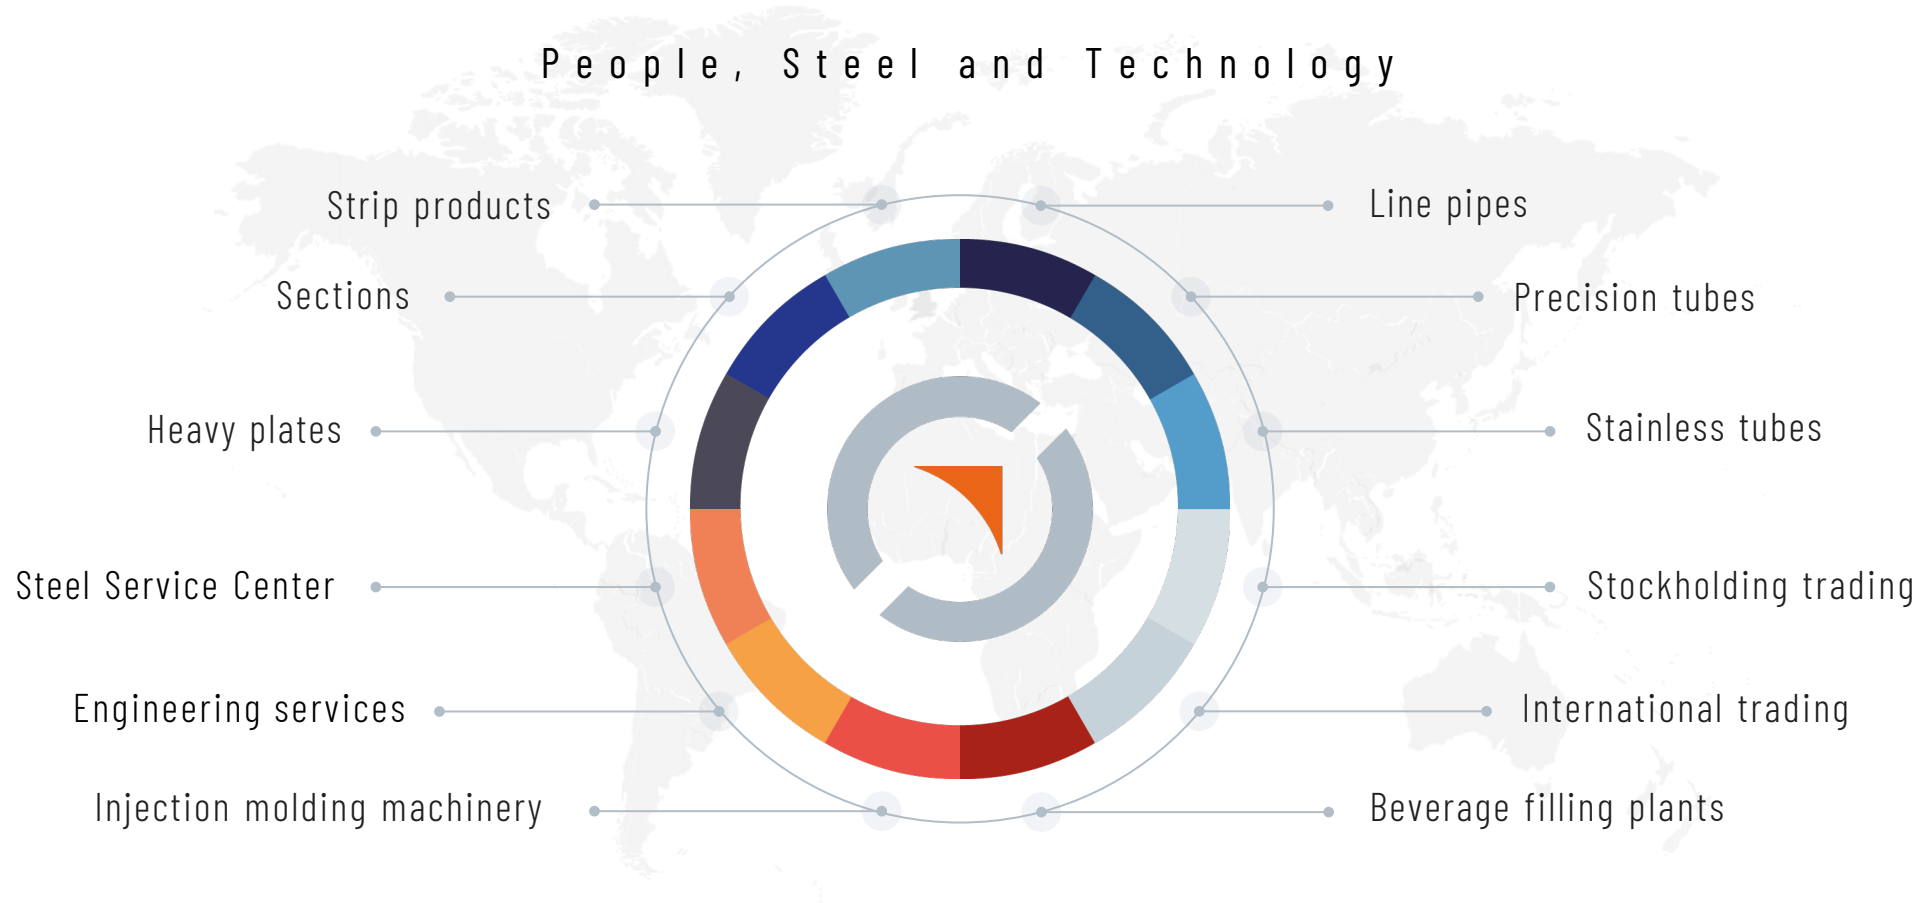 People, Steel and Technology
Strip products
Line pipes
Sections
Precision tubes
Heavy plates
Stainless tubes
Steel Service Center
Stockholding trading
Engineering services
International trading
Injection molding machinery
Beverage filling plants